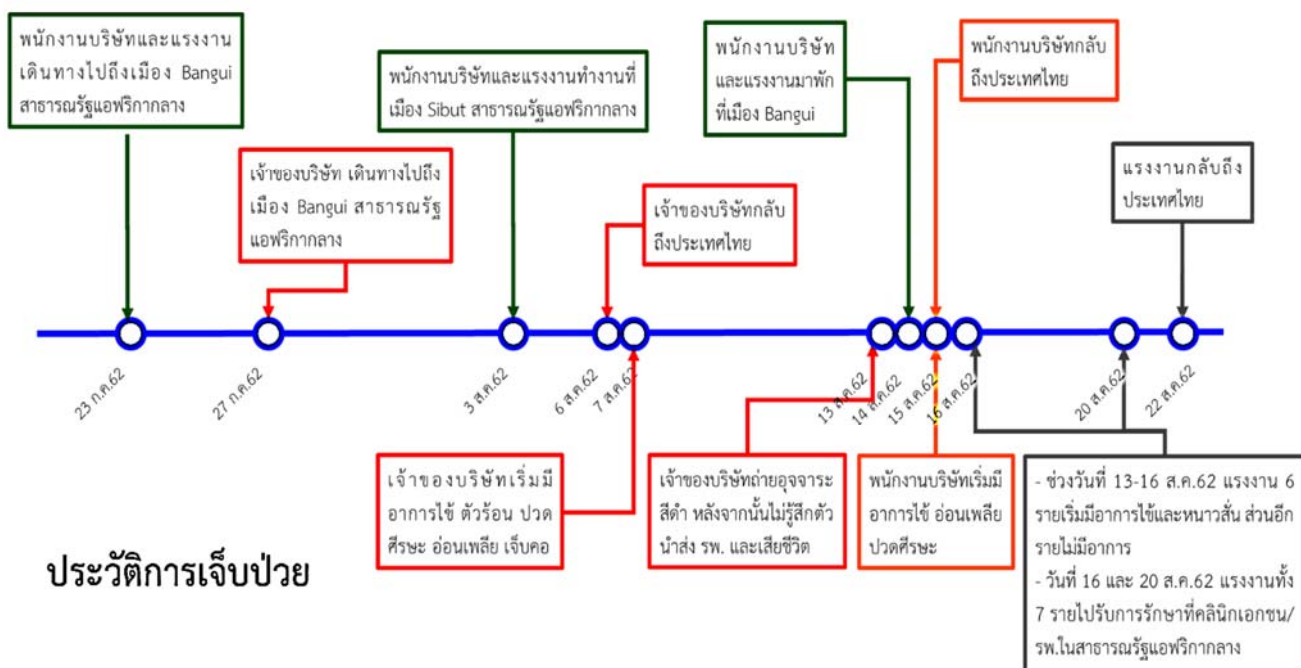 พนักงานบริษัทและแรงงาน
เดินทางไปถึงเมือง Bangui
สาธารณรัฐแอฟริกากลาง
พนักงานบริษัทและแรงงานทำงานที่
เมือง Sibut สาธารณรัฐแอฟริกากลาง
พนักงานบริษัท
และแรงงานมาพัก
ที่เมือง Bangui
พนักงานบริษัทกลับ
ถึงประเทศไทย
เจ้าของบริษัท เดินทางไปถึง
เมือง Bangui สาธารณรัฐ
แอฟริกากลาง
เจ้าของบริษัทกลับ
ถึงประเทศไทย
แรงงานกลับถึง
ประเทศไทย
23 ก.ค.62
27 ก.ค.62
3 ส.ค.62
6 ส.ค.62
7 ส.ค.62
13 ส.ค.62
14 ส.ค.62
15 ส.ค.62
16 ส.ค.62
20 ส.ค.62
22 ส.ค.62
เจ้าของบริษัทเริ่มมี
อาการไข้ ตัวร้อน ปวด
ศีรษะ อ่อนเพลีย เจ็บคอ
เจ้าของบริษัทถ่ายอุจจาระ
สีดำ หลังจากนั้นไม่รู้สึกตัว
นำส่ง รพ. และเสียชีวิต
พนักงานบริษัทเริ่มมี
อาการไข้ อ่อนเพลีย
ปวดศีรษะ
- ช่วงวันที่ 13-16 ส.ค.62 แรงงาน 6
รายเริ่มมีอาการไข้และหนาวสั่น ส่วนอีก
รายไม่มีอาการ
- วันที่ 16 และ 20 ส.ค.62 แรงงานทั้ง
7 รายไปรับการรักษาที่คลินิกเอกชน/
รพ.ในสาธารณรัฐแอฟริกากลาง
ประวัติการเจ็บป่วย